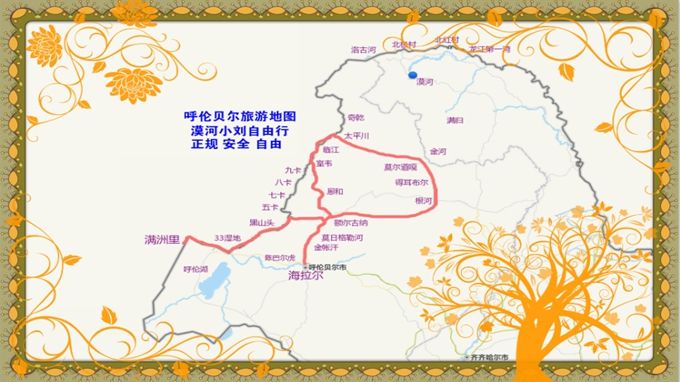 洛古河
北极村
北红村
龙江第一湾
漠河
呼伦贝尔旅游地图
漠河小刘自由行
正规 安全 自由
奇乾
满归
太平川
临江
金河
室韦
九卡
莫尔道嘎
八卡
得耳布尔
七卡
恩和
根河
五卡
黑山头
额尔古纳
满洲里
33湿地
莫日格勒河
金帐汗
陈巴尔虎
呼伦湖
呼伦贝尔市
海拉尔
齐齐哈尔市